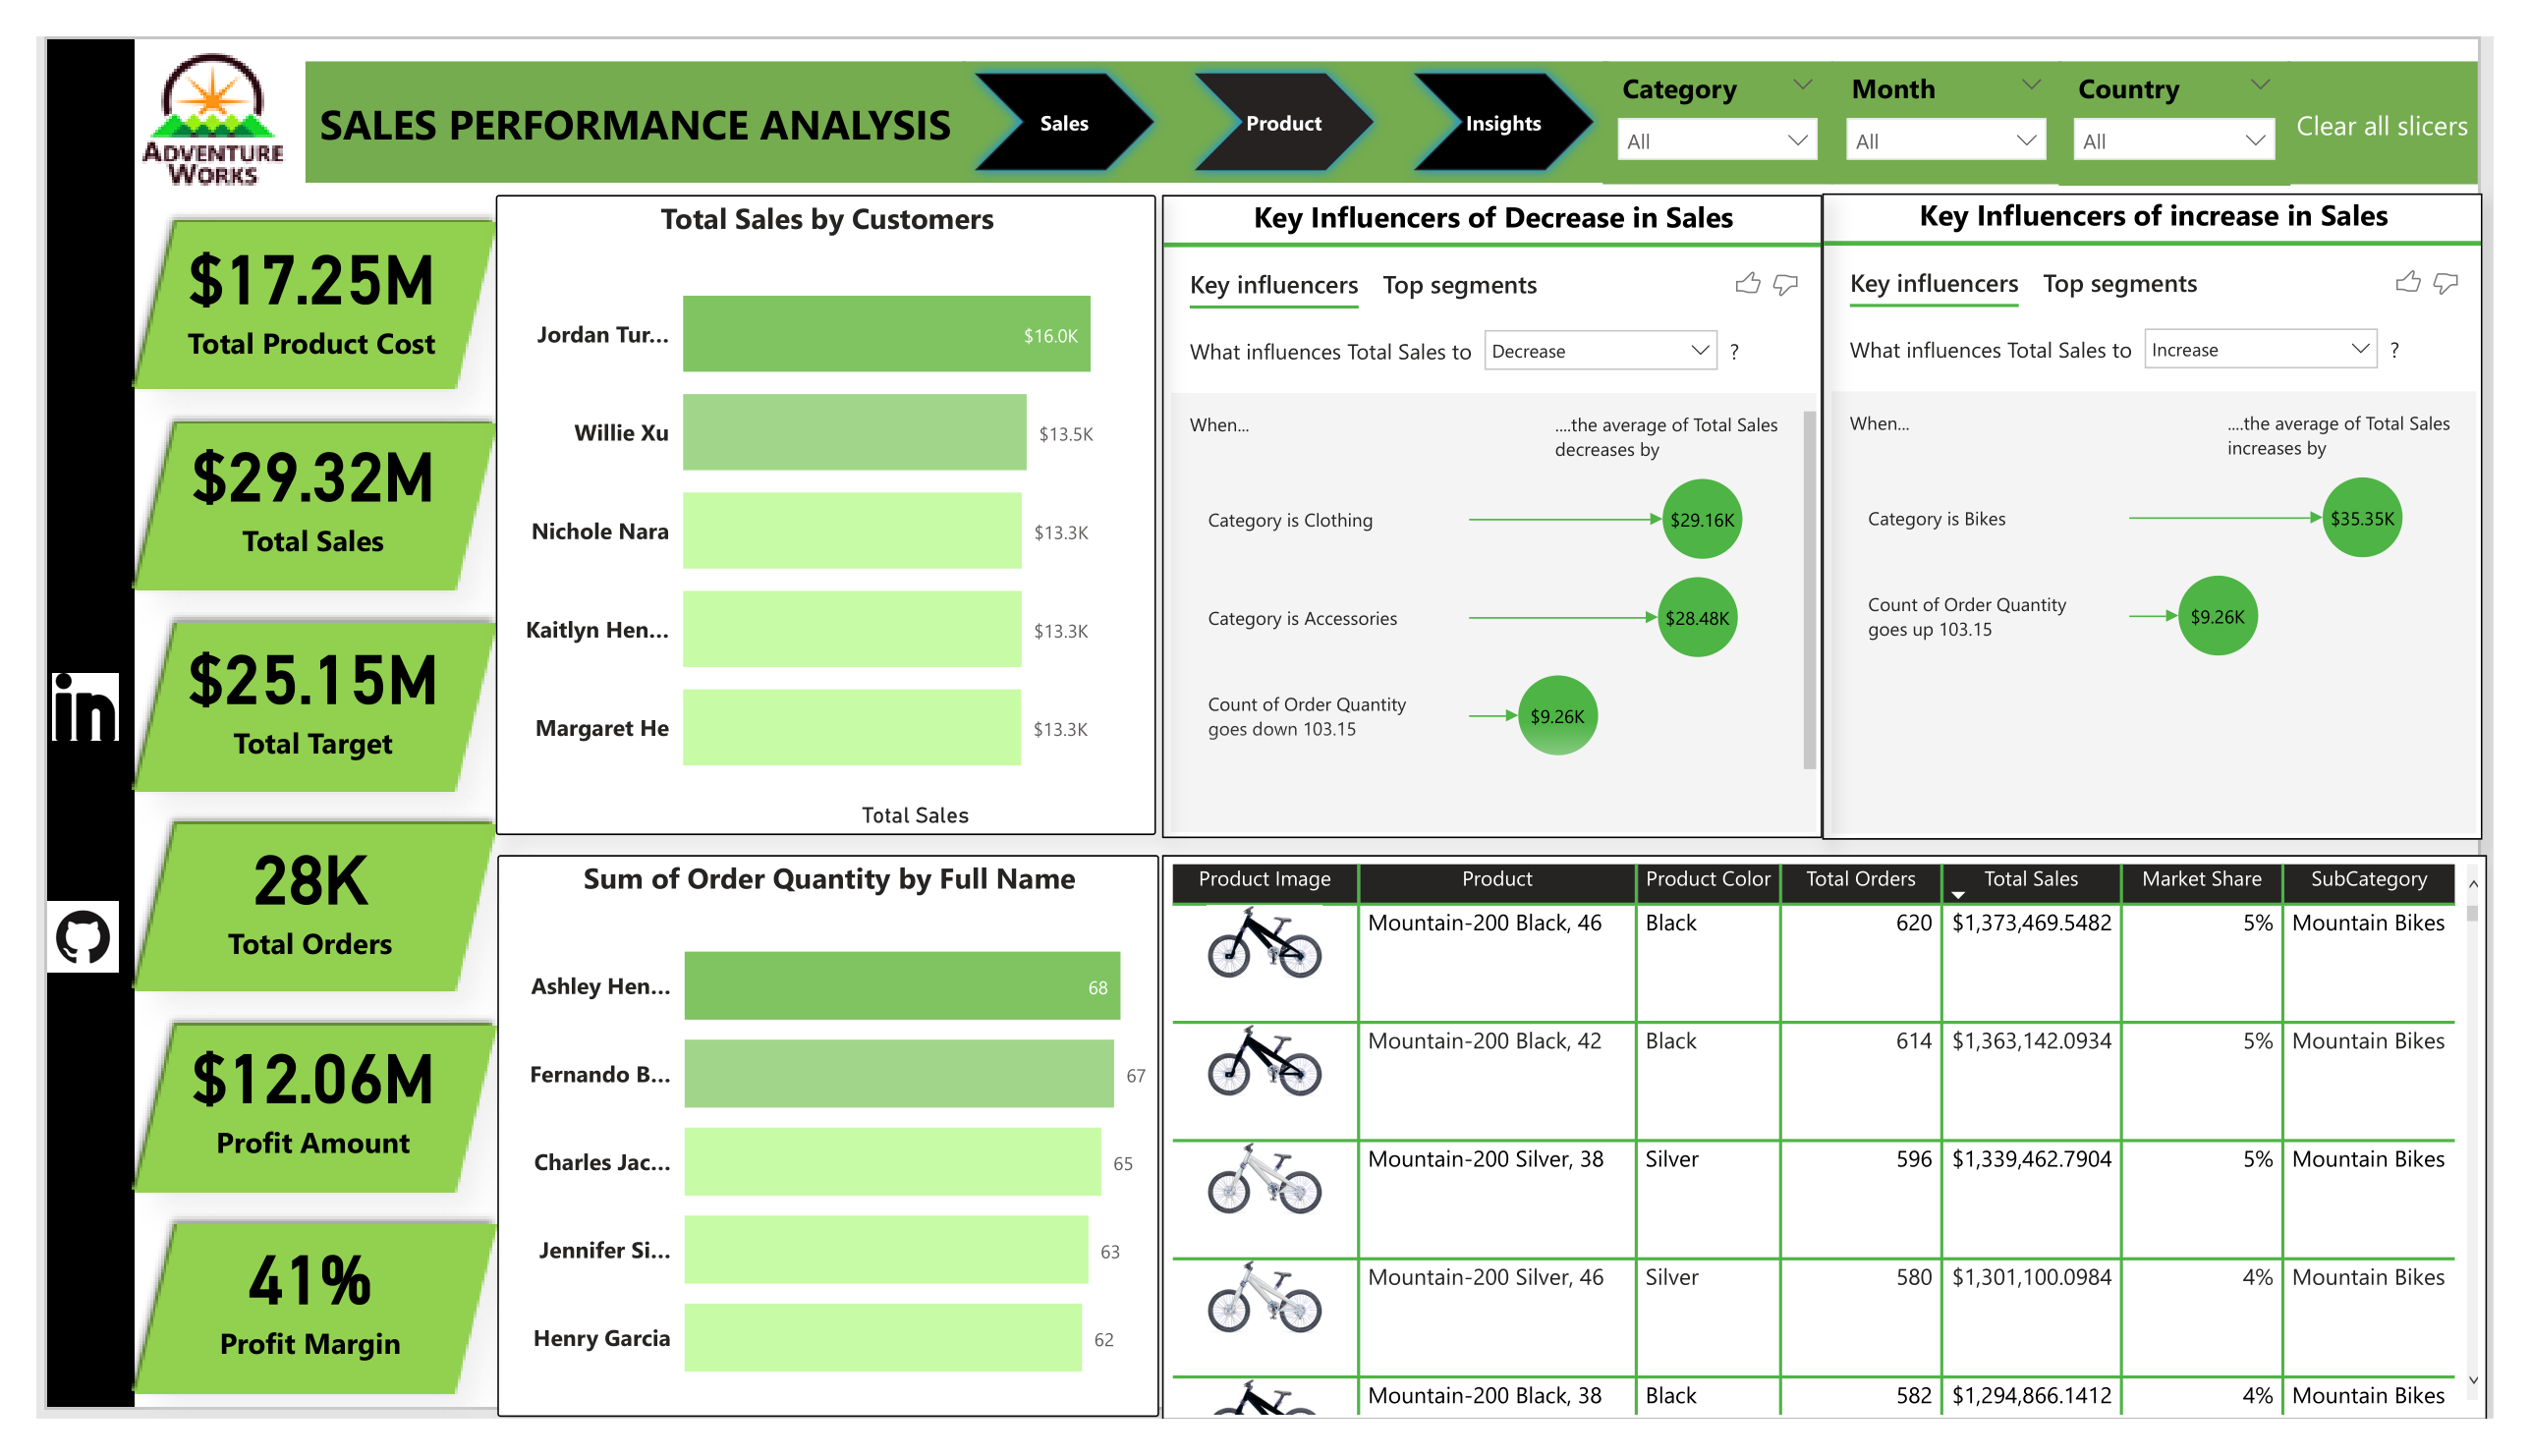 ADVENTURE
WORKS
SALES PERFORMANCE ANALYSIS
Sales
Product
Insights
Category
All
Month
All
Country
All
Clear all slicers
$17.25M
Total Product Cost
$29.32M
Total Sales
$25.15M
Total Target
28K
Total Orders
$12.06M
Profit Amount
41%
Profit Margin
in
Total Sales by Customers
Jordan Tur... $16.0K
Willie Xu $13.5K
Nichole Nara $13.3K
Kaitlyn Hen... $13.3K
Margaret He $13.3K
Total Sales
Key Influencers of Decrease in Sales
Key influencers Top segments
What influences Total Sales to Decrease ?
When...
....the average of Total Sales
decreases by
Category is Clothing $29.16K
Category is Accessories $28.48K
Count of Order Quantity
goes down 103.15
$9.26K
Key Influencers of increase in Sales
Key influencers Top segments
What influences Total Sales to Increase ?
When...
....the average of Total Sales
increases by
Category is Bikes $35.35K
Count of Order Quantity
goes up 103.15
$9.26K
Sum of Order Quantity by Full Name
Ashley Hen... 68
Fernando B... 67
Charles Jac... 65
Jennifer Si... 63
Henry Garcia 62
Product Image Product Product Color Total Orders Total Sales Market Share SubCategory
Mountain-200 Black, 46 Black 620 $1,373,469.5482 5% Mountain Bikes
Mountain-200 Black, 42 Black 614 $1,363,142.0934 5% Mountain Bikes
Mountain-200 Silver, 38 Silver 596 $1,339,462.7904 5% Mountain Bikes
Mountain-200 Silver, 46 Silver 580 $1,301,100.0984 4% Mountain Bikes
Mountain-200 Black, 38 Black 582 $1,294,866.1412 4% Mountain Bikes